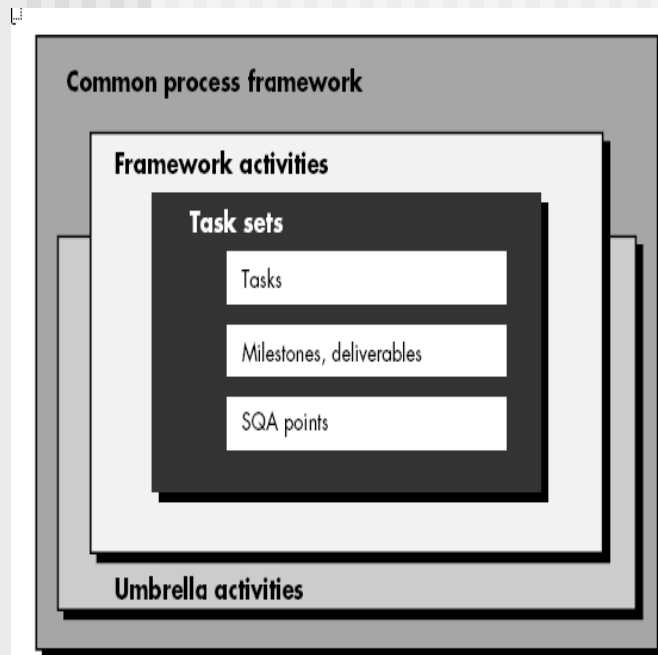 Common process framework
Framework activities
Task sets
Tasks
Milestones, deliverables
SQA points
Umbrella activities